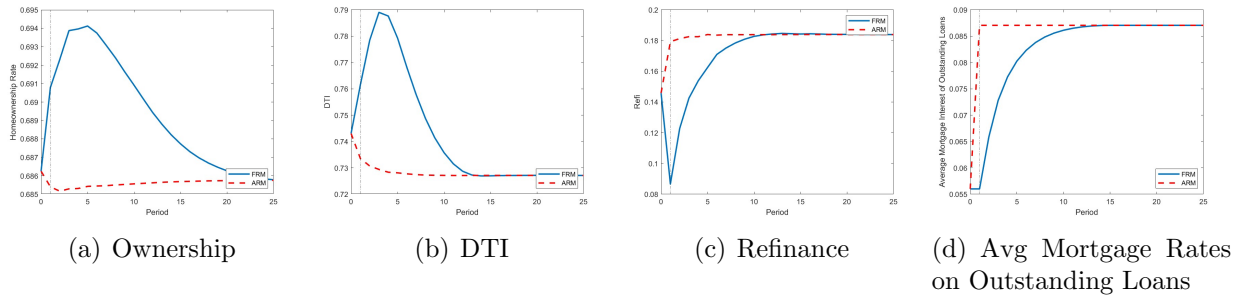 Homeownership Rate
0.695
0.694
0.693
0.692
0.691
0.69
0.689
0.688
0.687
0.686
0.685
0 5 10 15 20 25
Period
FRM
ARM
(a) Ownership
DTI
0.79
0.78
0.77
0.76
0.75
0.74
0.73
0.72
0 5 10 15 20 25
Period
FRM
ARM
(b) DTI
Refi
0.2
0.18
0.16
0.14
0.12
0.1
0.08
0 5 10 15 20 25
Period
FRM
ARM
(c) Refinance
Average Mortgage Interest of Outstanding Loans
0.09
0.085
0.08
0.075
0.07
0.065
0.06
0.055
0 5 10 15 20 25
Period
FRM
ARM
(d) Avg Mortgage Rates
on Outstanding Loans